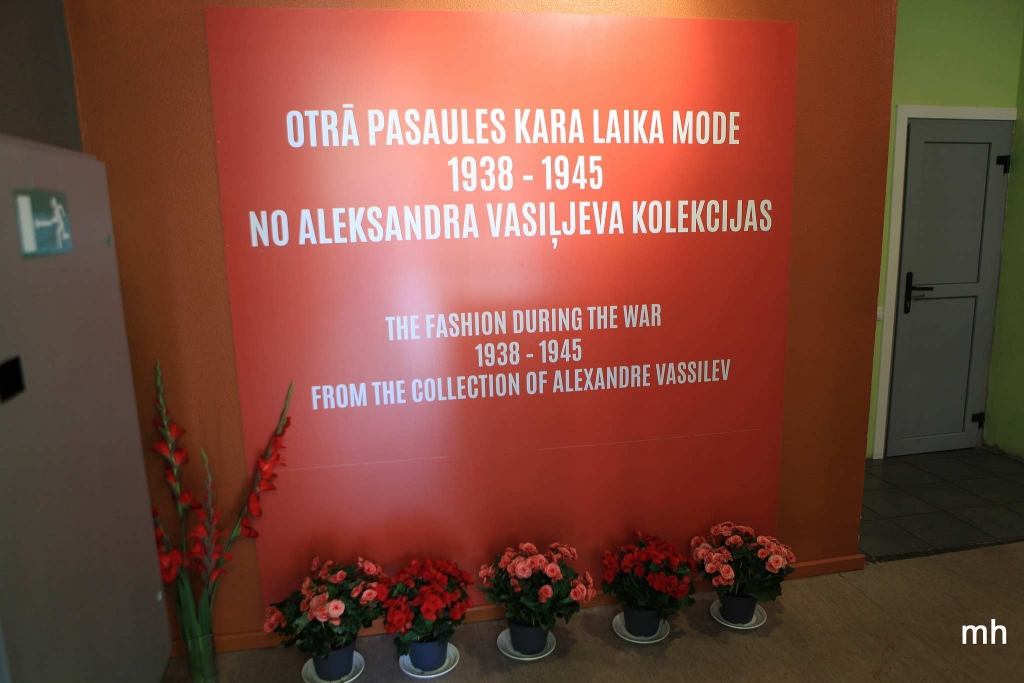 OTRĀ PASAULES KARA LAIKA MODE
1938 - 1945
NO ALEKSANDRA VASIĻJEVA KOLEKCIJAS
THE FASHION DURING THE WAR
1938 - 1945
FROM THE COLLECTION OF ALEXANDRE VASSILEV
mh